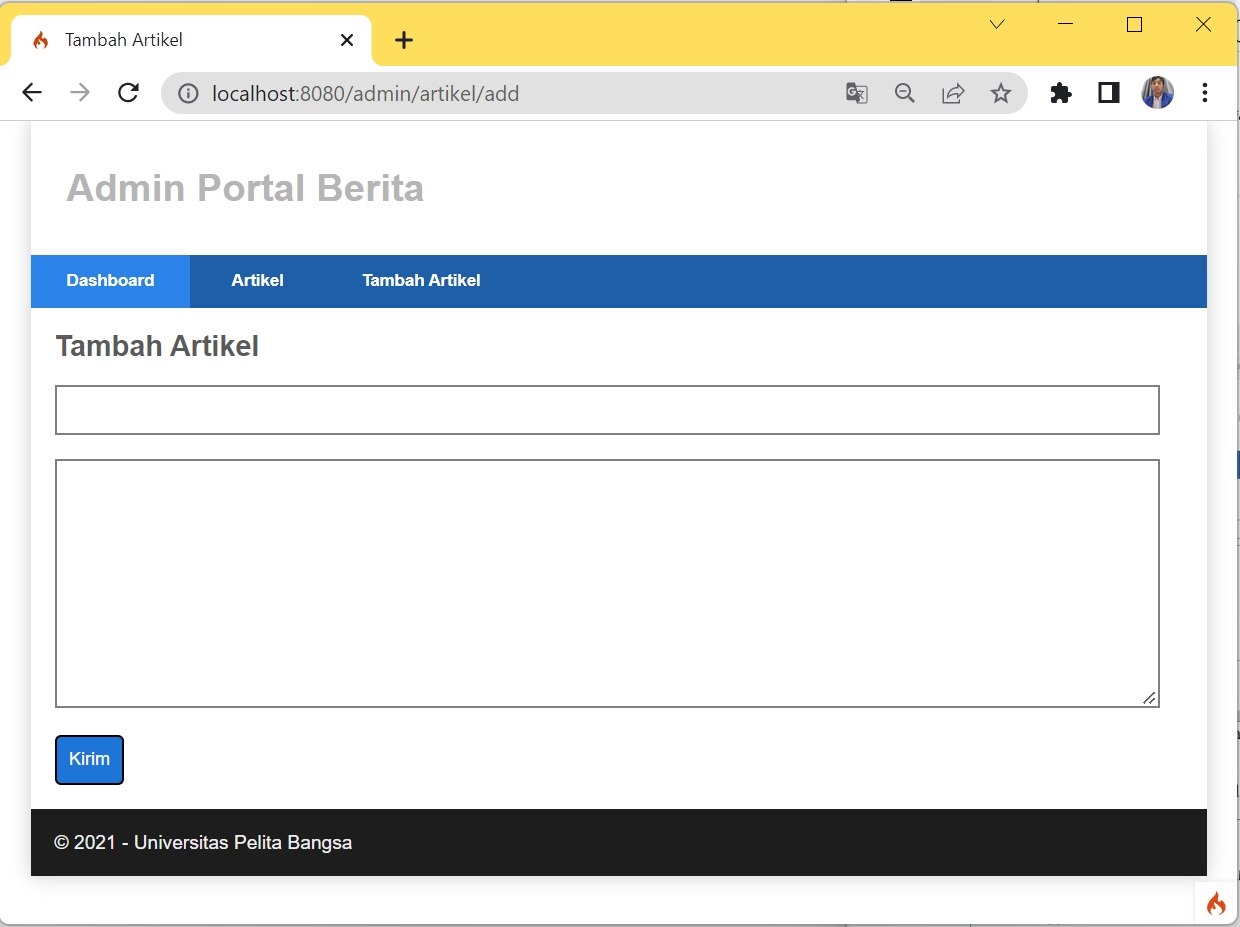 Tambah Artikel
localhost:8080/admin/artikel/add
Admin Portal Berita
Dashboard Artikel Tambah Artikel
Tambah Artikel
Kirim
© 2021 - Universitas Pelita Bangsa